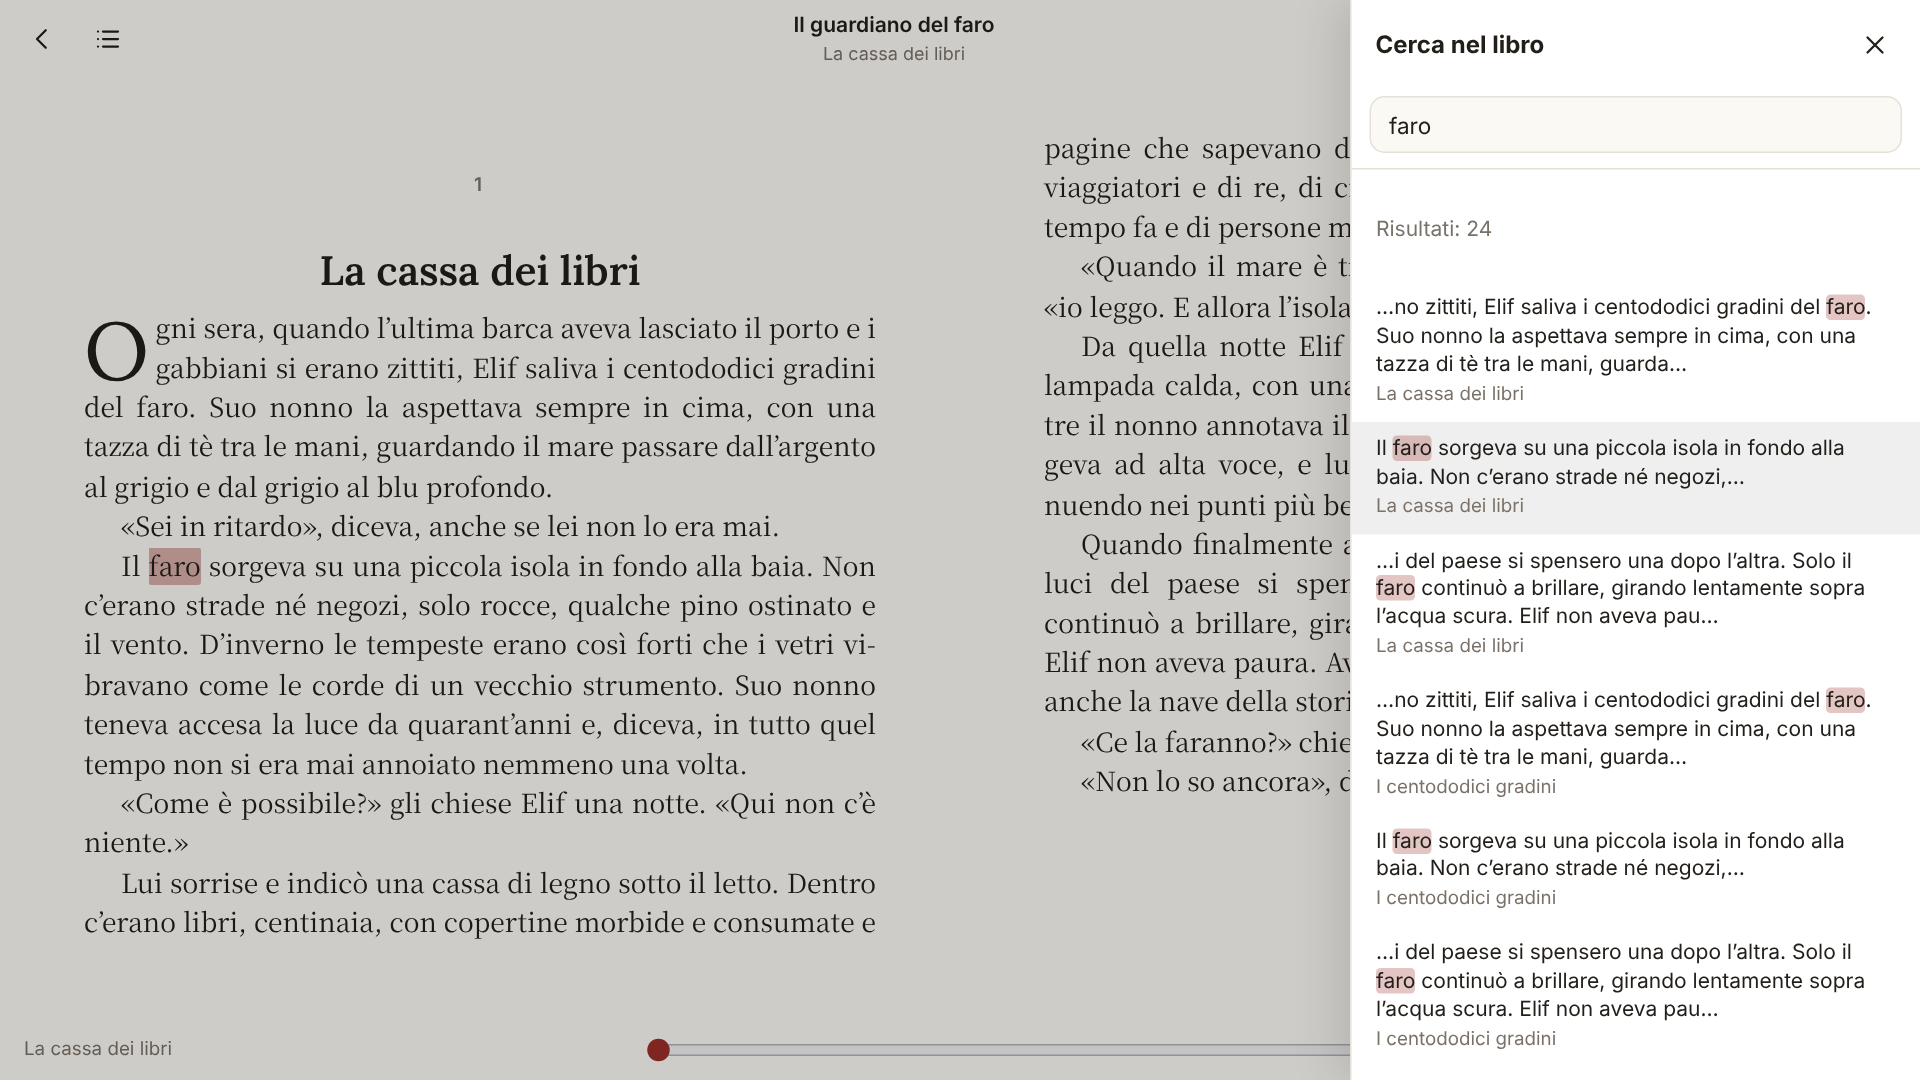 Il guardiano del faro
La cassa dei libri
1
La cassa dei libri
Ogni sera, quando l’ultima barca aveva lasciato il porto e i
gabbiani si erano zittiti, Elif saliva i centododici gradini
del faro. Suo nonno la aspettava sempre in cima, con una
tazza di tè tra le mani, guardando il mare passare dall’argento
al grigio e dal grigio al blu profondo.
«Sei in ritardo», diceva, anche se lei non lo era mai.
Il faro sorgeva su una piccola isola in fondo alla baia. Non
c’erano strade né negozi, solo rocce, qualche pino ostinato e
il vento. D’inverno le tempeste erano così forti che i vetri vi-
bravano come le corde di un vecchio strumento. Suo nonno
teneva accesa la luce da quarant’anni e, diceva, in tutto quel
tempo non si era mai annoiato nemmeno una volta.
«Come è possibile?» gli chiese Elif una notte. «Qui non c’è
niente.»
Lui sorrise e indicò una cassa di legno sotto il letto. Dentro
c’erano libri, centinaia, con copertine morbide e consumate e
pagine che sapevano d
viaggiatori e di re, di c
tempo fa e di persone m
«Quando il mare è t
«io leggo. E allora l’isola
Da quella notte Elif
lampada calda, con una
tre il nonno annotava il
geva ad alta voce, e lu
nuendo nei punti più be
Quando finalmente a
luci del paese si spen
continuò a brillare, gira
Elif non aveva paura. Av
anche la nave della stori
«Ce la faranno?» chie
«Non lo so ancora», d
La cassa dei libri
Cerca nel libro
faro
Risultati: 24
…no zittiti, Elif saliva i centododici gradini del faro.
Suo nonno la aspettava sempre in cima, con una
tazza di tè tra le mani, guarda…
La cassa dei libri
Il faro sorgeva su una piccola isola in fondo alla
baia. Non c’erano strade né negozi,…
La cassa dei libri
…i del paese si spensero una dopo l’altra. Solo il
faro continuò a brillare, girando lentamente sopra
l’acqua scura. Elif non aveva pau…
La cassa dei libri
…no zittiti, Elif saliva i centododici gradini del faro.
Suo nonno la aspettava sempre in cima, con una
tazza di tè tra le mani, guarda…
I centododici gradini
Il faro sorgeva su una piccola isola in fondo alla
baia. Non c’erano strade né negozi,…
I centododici gradini
…i del paese si spensero una dopo l’altra. Solo il
faro continuò a brillare, girando lentamente sopra
l’acqua scura. Elif non aveva pau…
I centododici gradini